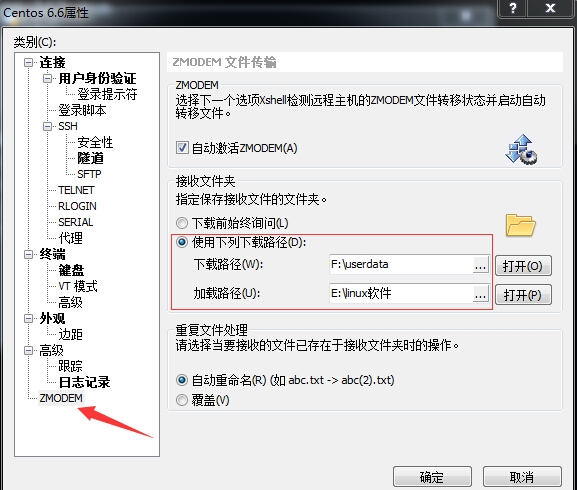 Centos 6.6属性
?
X
类别(C):
连接
用户身份验证
登录提示符
登录脚本
SSH
安全性
隧道
SFTP
TELNET
RLOGIN
SERIAL
代理
终端
键盘
VT 模式
高级
外观
边距
高级
跟踪
日志记录
ZMODEM
ZMODEM 文件传输
ZMODEM
选择下一个选项Xshell检测远程主机的ZMODEM文件转移状态并启动自动
转移文件。
自动激活ZMODEM(A)
接收文件夹
指定保存接收文件的文件夹。
下载前始终询问(L)
使用下列下载路径(D):
下载路径(W): F:\userdata ... 打开(O)
加载路径(U): E:\linux软件 ... 打开(P)
重复文件处理
请选择当要接收的文件已存在于接收文件夹时的操作。
自动重命名(R) (如 abc.txt -> abc(2).txt)
覆盖(V)
确定 取消